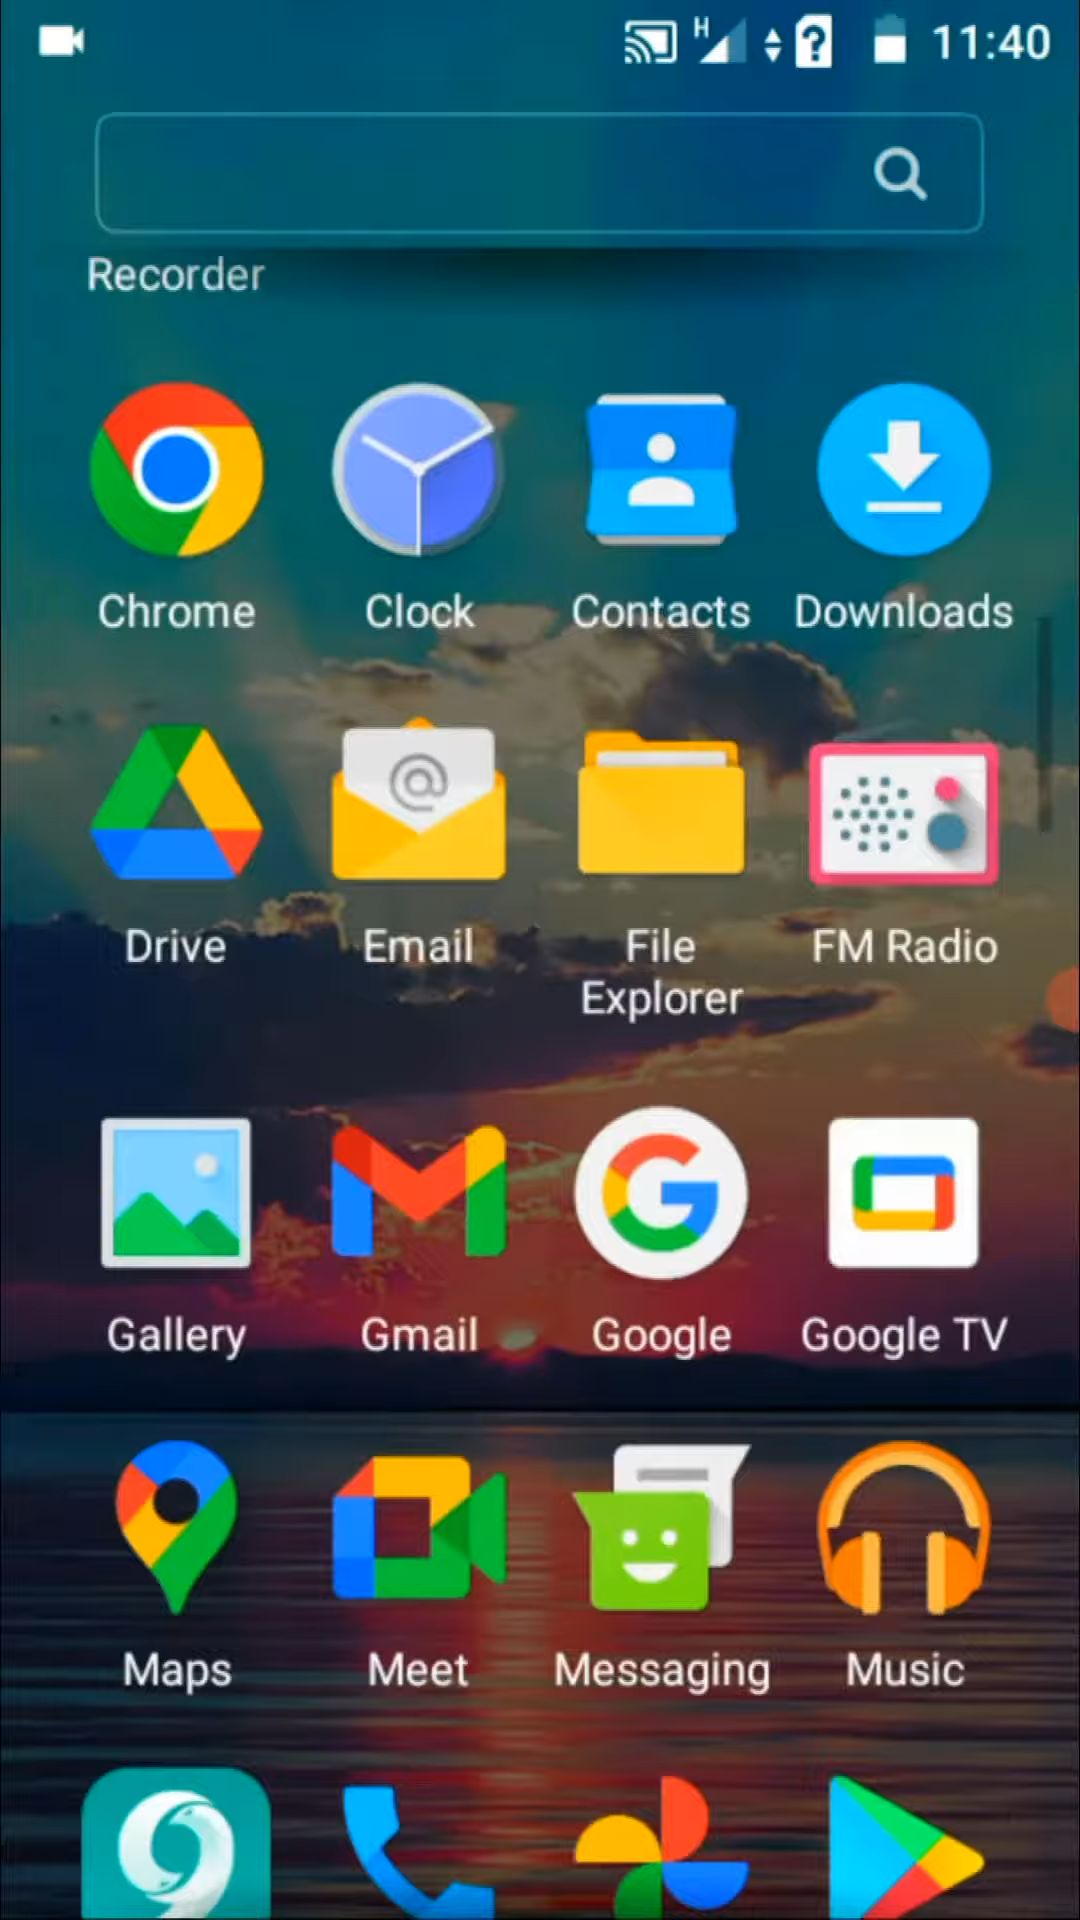 H 11:40
Recorder
Chrome Clock Contacts Downloads
Drive Email File Explorer FM Radio
Gallery Gmail Google Google TV
Maps Meet Messaging Music